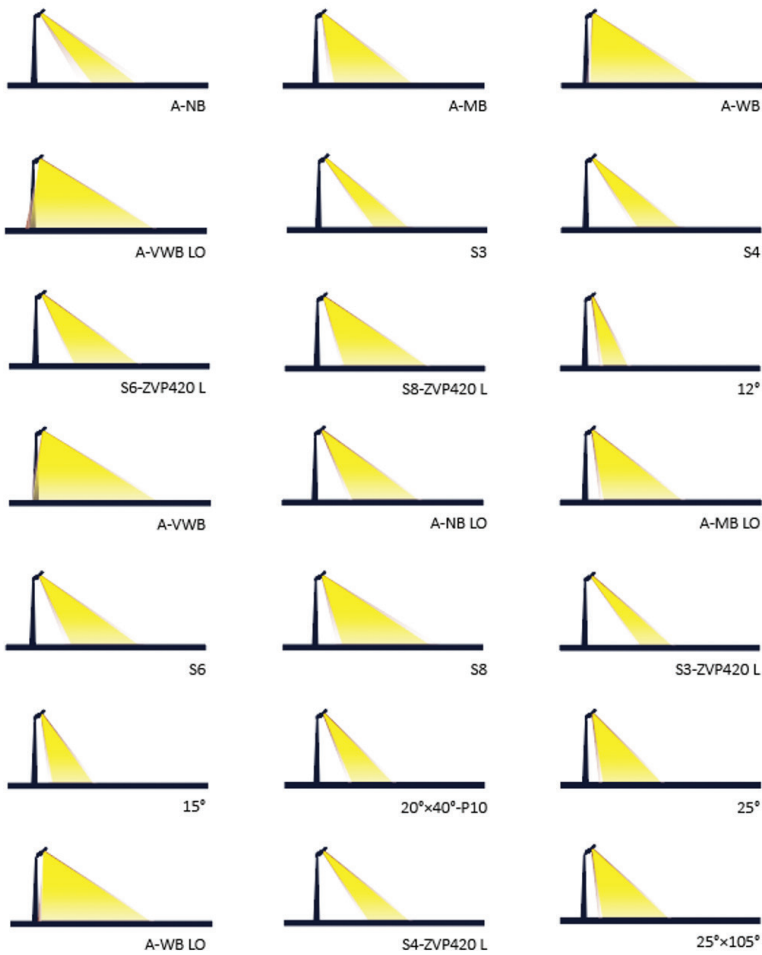 A-NB
A-MB
A-WB
A-VWB LO
S3
S4
S6-ZVP420 L
S8-ZVP420 L
12°
A-VWB
A-NB LO
A-MB LO
S6
S8
S3-ZVP420 L
15°
20°×40°-P10
25°
A-WB LO
S4-ZVP420 L
25°×105°